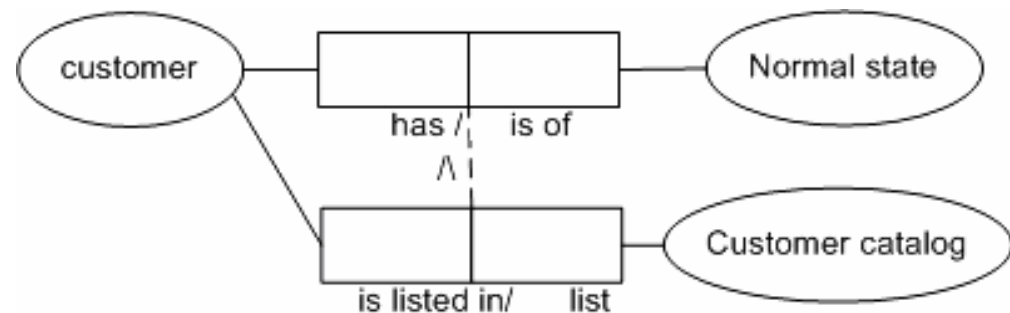 customer
Normal state
has / is of
/\
Customer catalog
is listed in/ list